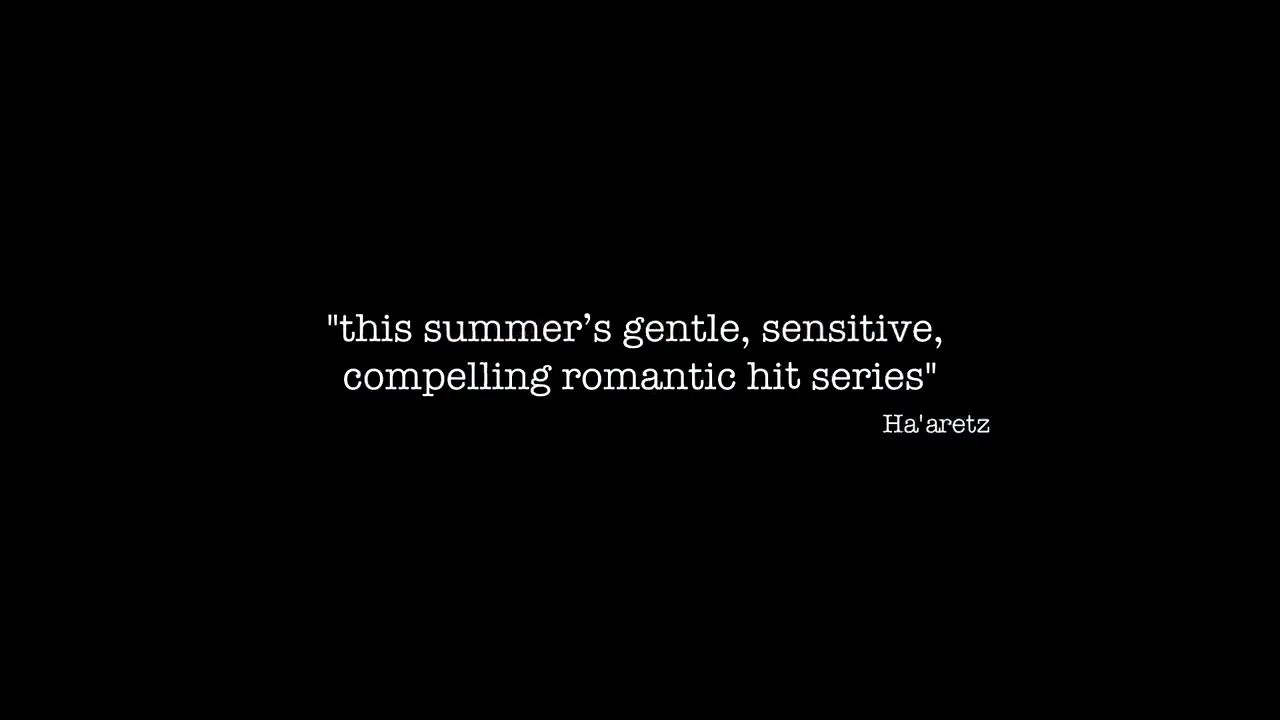 "this summer’s gentle, sensitive,
compelling romantic hit series"
Ha'aretz